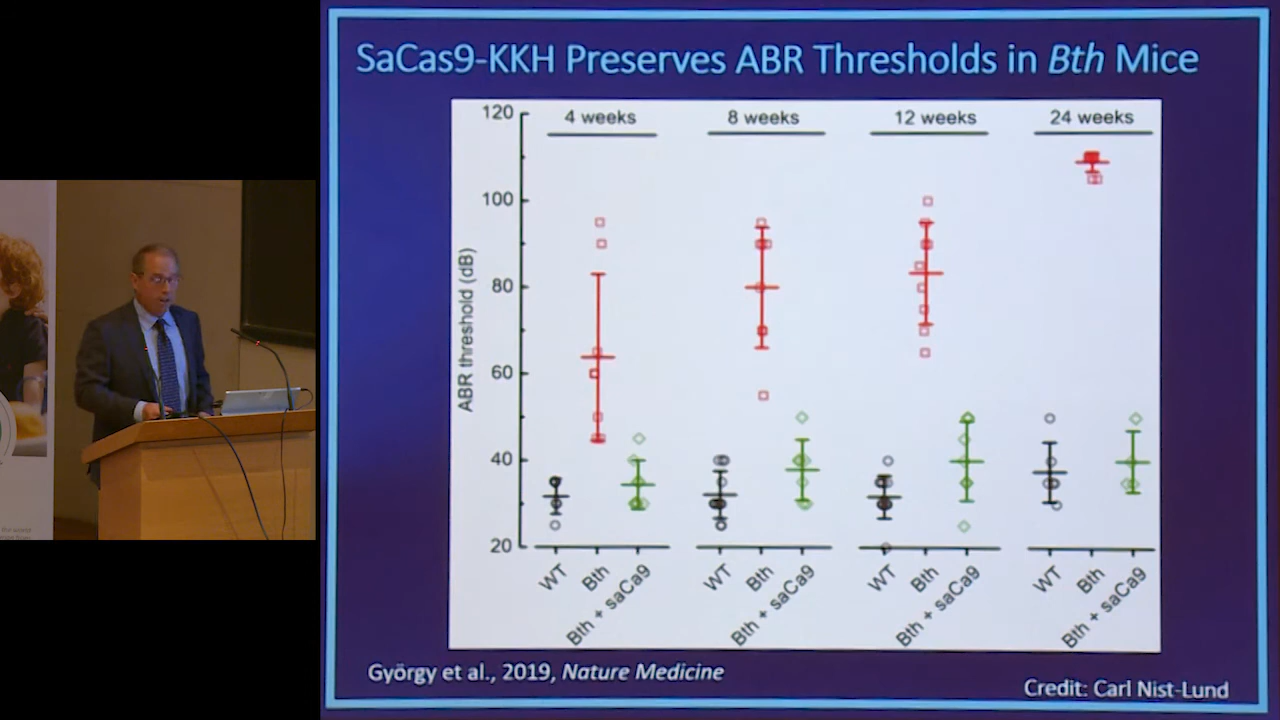 SaCas9-KKH Preserves ABR Thresholds in Bth Mice
120
100
80
60
40
20
ABR threshold (dB)
4 weeks
8 weeks
12 weeks
24 weeks
WT
Bth
Bth + saCa9
WT
Bth
Bth + saCa9
WT
Bth
Bth + saCa9
WT
Bth
Bth + saCa9
György et al., 2019, Nature Medicine
Credit: Carl Nist-Lund